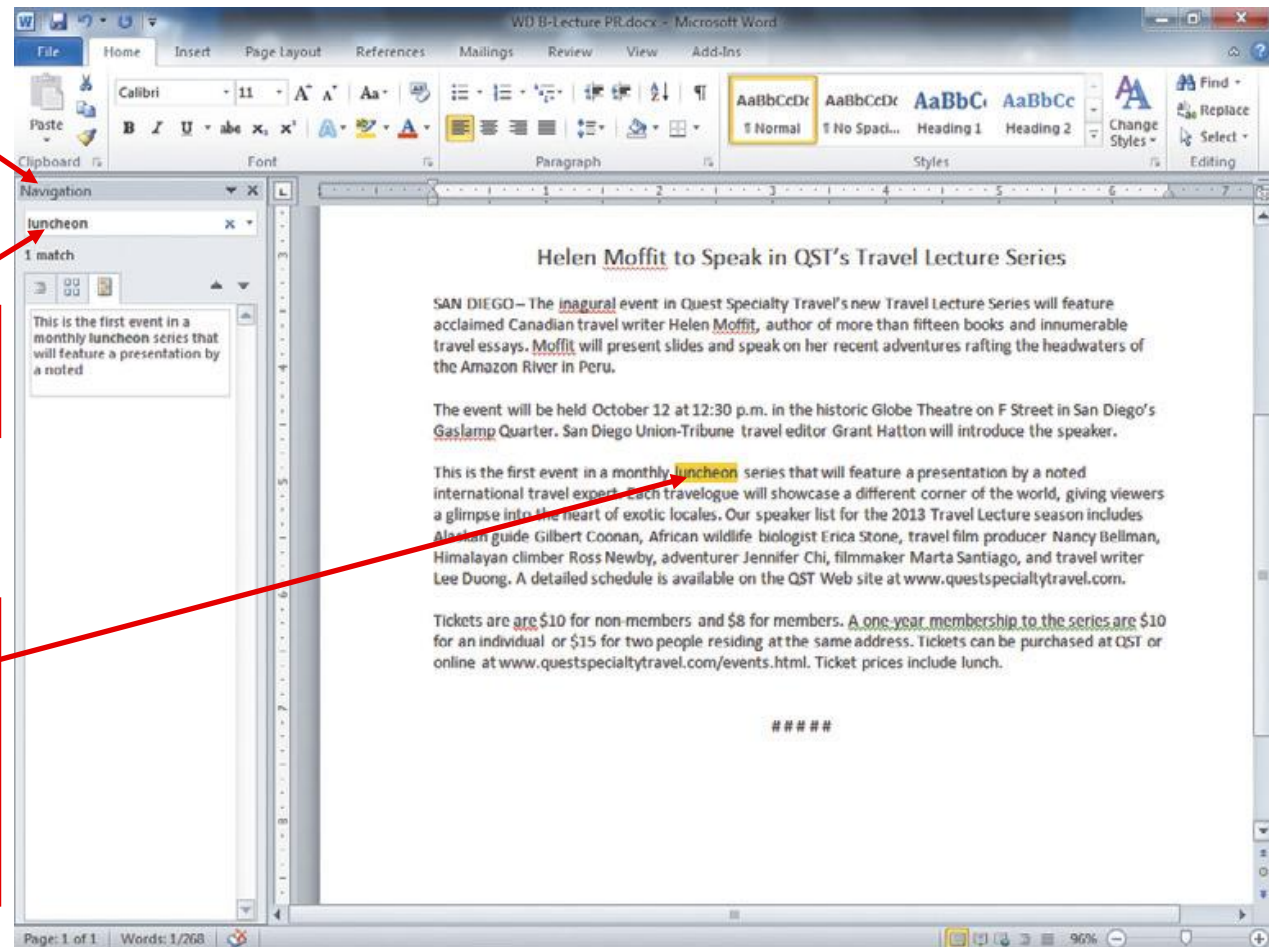 WD B-Lecture PR.docx - Microsoft Word
File Home Insert Page Layout References Mailings Review View Add-Ins
Paste
Calibri 11 A A Aa
B I U abc x, x² A A
AaBbCcDc AaBbCcDc AaBbC AaBbCc
¶ Normal ¶ No Spaci... Heading 1 Heading 2
Change Styles
Find
Replace
Select
Clipboard Font Paragraph Styles Editing
Navigation
luncheon
1 match
This is the first event in a
monthly luncheon series that
will feature a presentation by
a noted
1 2 3 4 5 6 7
Helen Moffit to Speak in QST's Travel Lecture Series
SAN DIEGO – The inagural event in Quest Specialty Travel's new Travel Lecture Series will feature
acclaimed Canadian travel writer Helen Moffit, author of more than fifteen books and innumerable
travel essays. Moffit will present slides and speak on her recent adventures rafting the headwaters of
the Amazon River in Peru.
The event will be held October 12 at 12:30 p.m. in the historic Globe Theatre on F Street in San Diego's
Gaslamp Quarter. San Diego Union-Tribune travel editor Grant Hatton will introduce the speaker.
This is the first event in a monthly luncheon series that will feature a presentation by a noted
international travel expert. Each travelogue will showcase a different corner of the world, giving viewers
a glimpse into the heart of exotic locales. Our speaker list for the 2013 Travel Lecture season includes
Alaskan guide Gilbert Coonan, African wildlife biologist Erica Stone, travel film producer Nancy Bellman,
Himalayan climber Ross Newby, adventurer Jennifer Chi, filmmaker Marta Santiago, and travel writer
Lee Duong. A detailed schedule is available on the QST Web site at www.questspecialtytravel.com.
Tickets are are $10 for non-members and $8 for members. A one-year membership to the series are $10
for an individual or $15 for two people residing at the same address. Tickets can be purchased at QST or
online at www.questspecialtytravel.com/events.html. Ticket prices include lunch.
# # # # #
Page: 1 of 1 Words: 1/268 96%